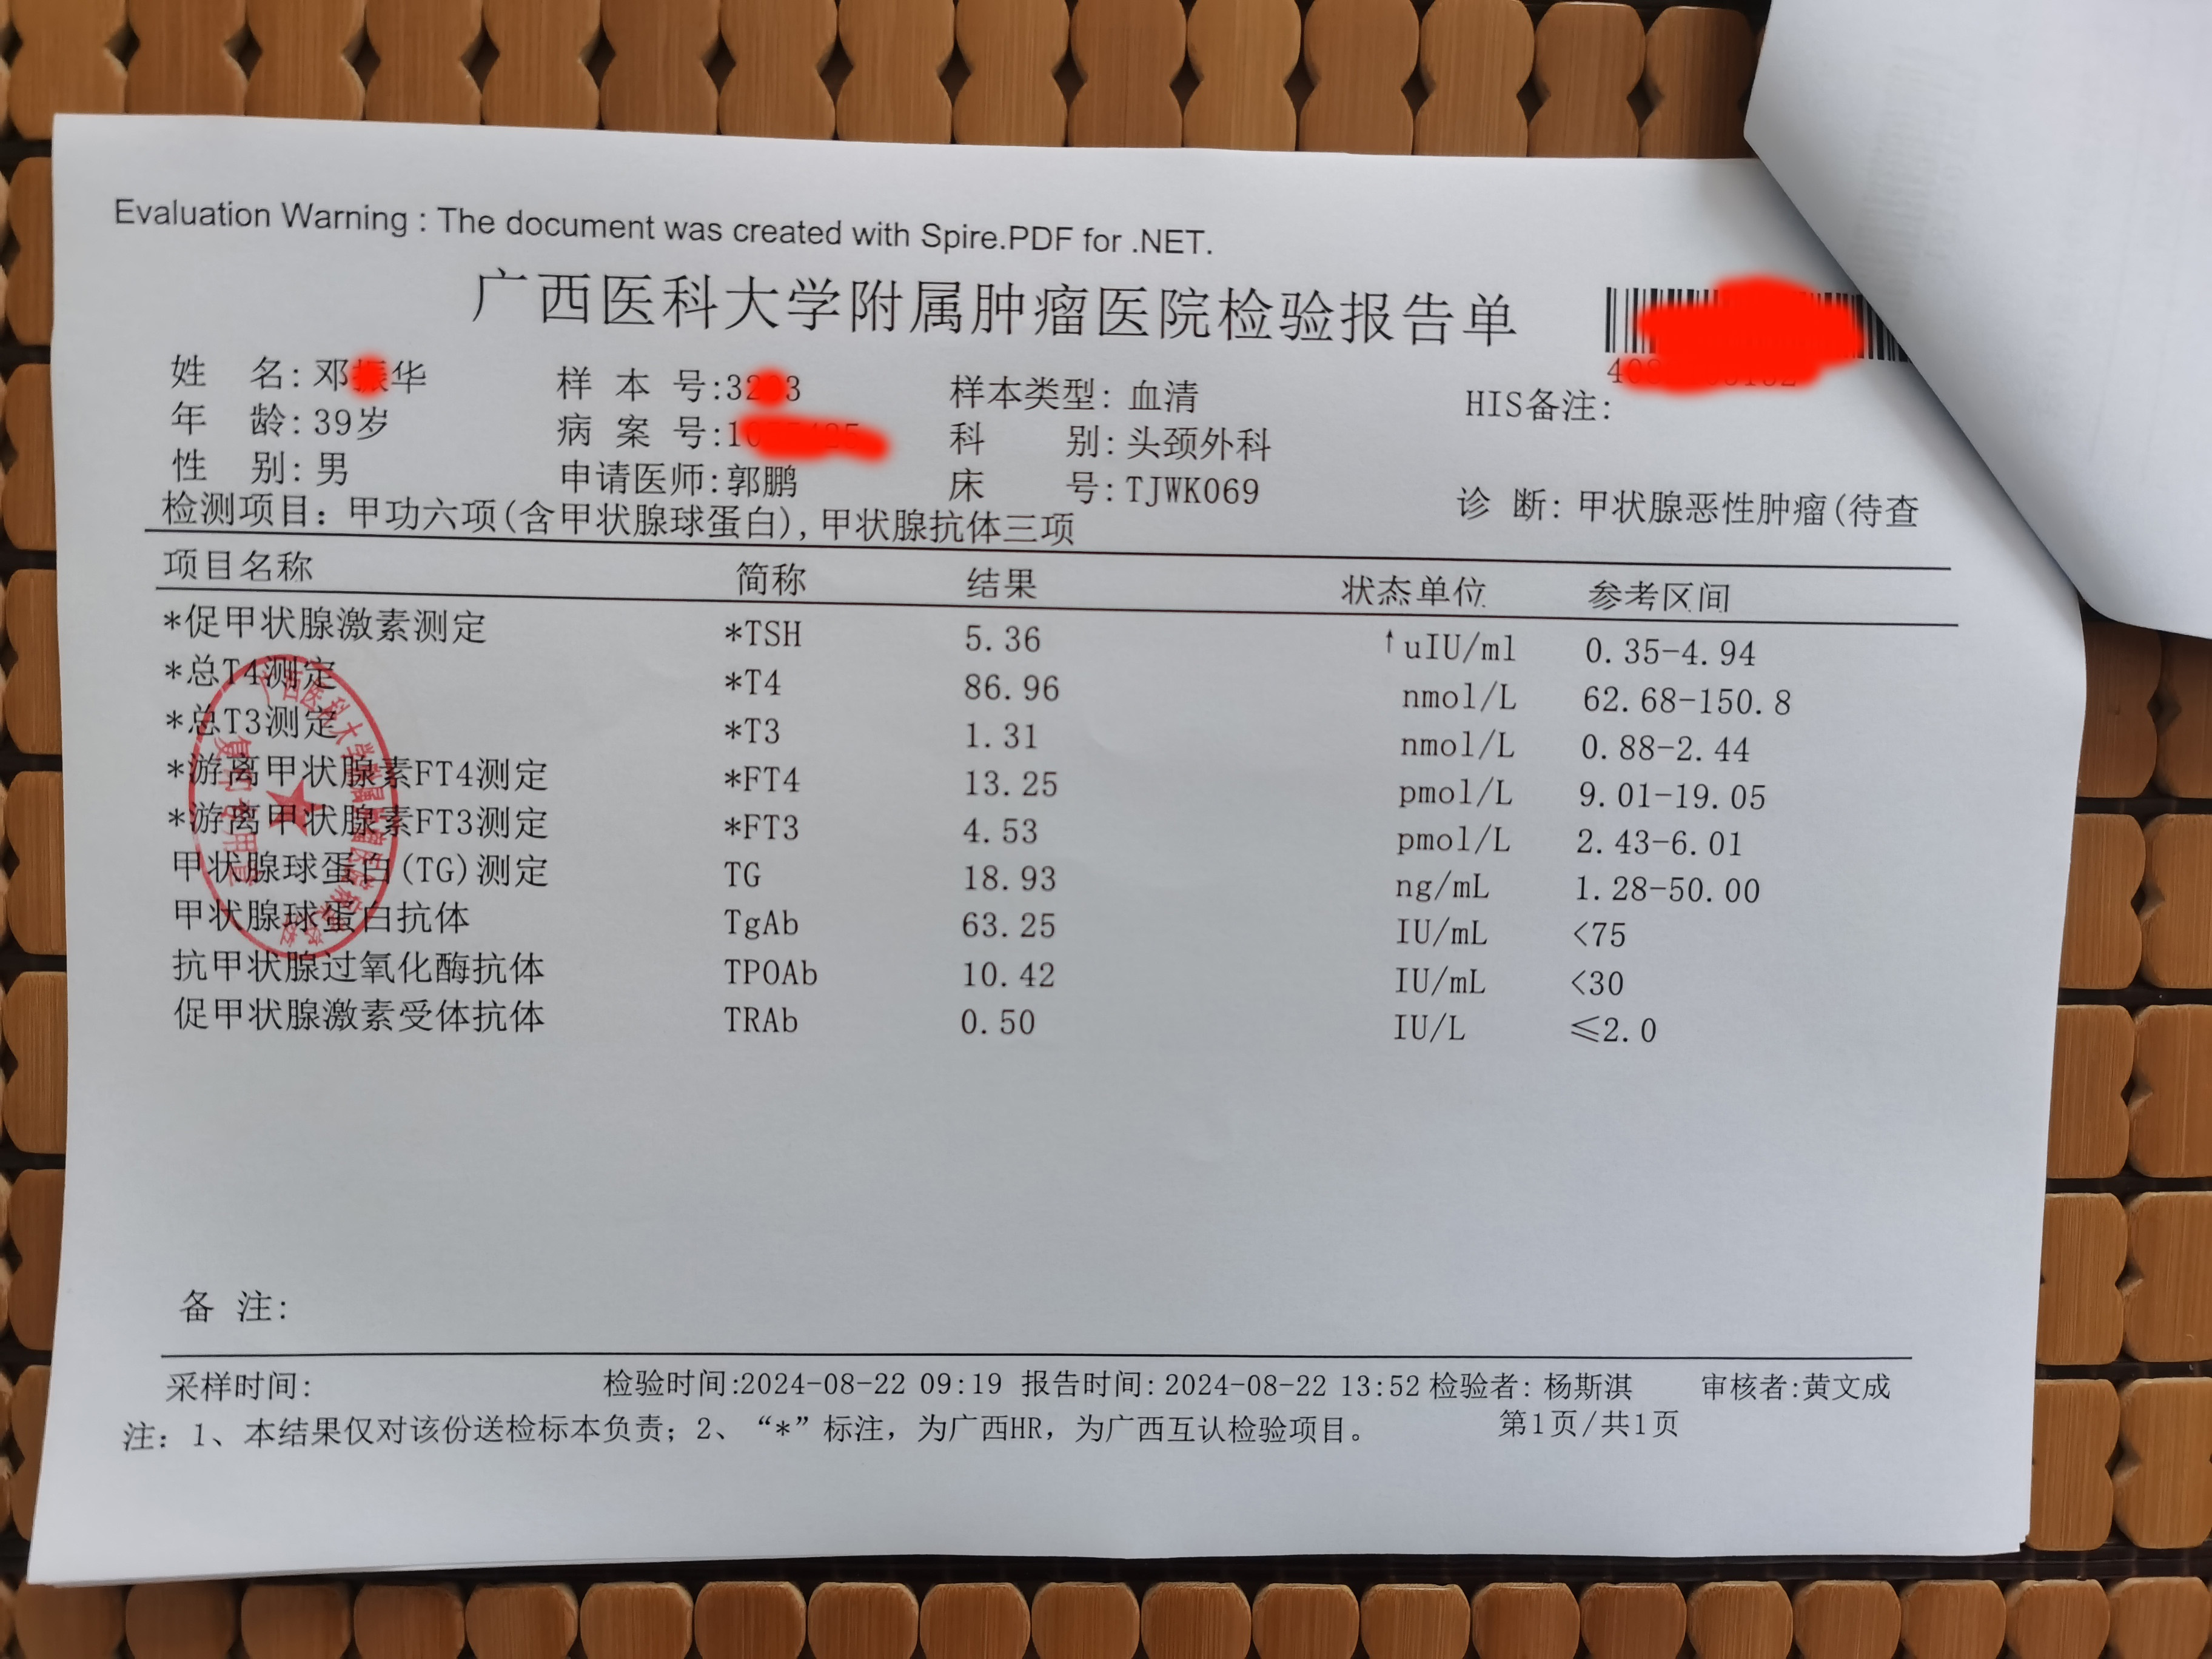 Evaluation Warning : The document was created with Spire.PDF for .NET.
广西医科大学附属肿瘤医院检验报告单
姓 名: 邓 华 样 本 号:32 3 样本类型: 血清
年 龄: 39岁 病 案 号:1 科 别: 头颈外科 HIS备注:
性 别: 男 申请医师: 郭鹏 床 号: TJWK069
检测项目: 甲功六项(含甲状腺球蛋白), 甲状腺抗体三项 诊 断: 甲状腺恶性肿瘤(待查
项目名称 简称 结果 状态单位 参考区间
*促甲状腺激素测定 *TSH 5.36 ↑uIU/ml 0.35-4.94
*总T4测定 *T4 86.96 nmol/L 62.68-150.8
*总T3测定 *T3 1.31 nmol/L 0.88-2.44
*游离甲状腺素FT4测定 *FT4 13.25 pmol/L 9.01-19.05
*游离甲状腺素FT3测定 *FT3 4.53 pmol/L 2.43-6.01
甲状腺球蛋白(TG)测定 TG 18.93 ng/mL 1.28-50.00
甲状腺球蛋白抗体 TgAb 63.25 IU/mL <75
抗甲状腺过氧化酶抗体 TPOAb 10.42 IU/mL <30
促甲状腺激素受体抗体 TRAb 0.50 IU/L ≤2.0
广西医科大学附属肿瘤医院
备 注:
采样时间: 检验时间:2024-08-22 09:19 报告时间: 2024-08-22 13:52 检验者: 杨斯淇 审核者:黄文成
注: 1、本结果仅对该份送检标本负责; 2、“*”标注, 为广西HR, 为广西互认检验项目。 第1页/共1页